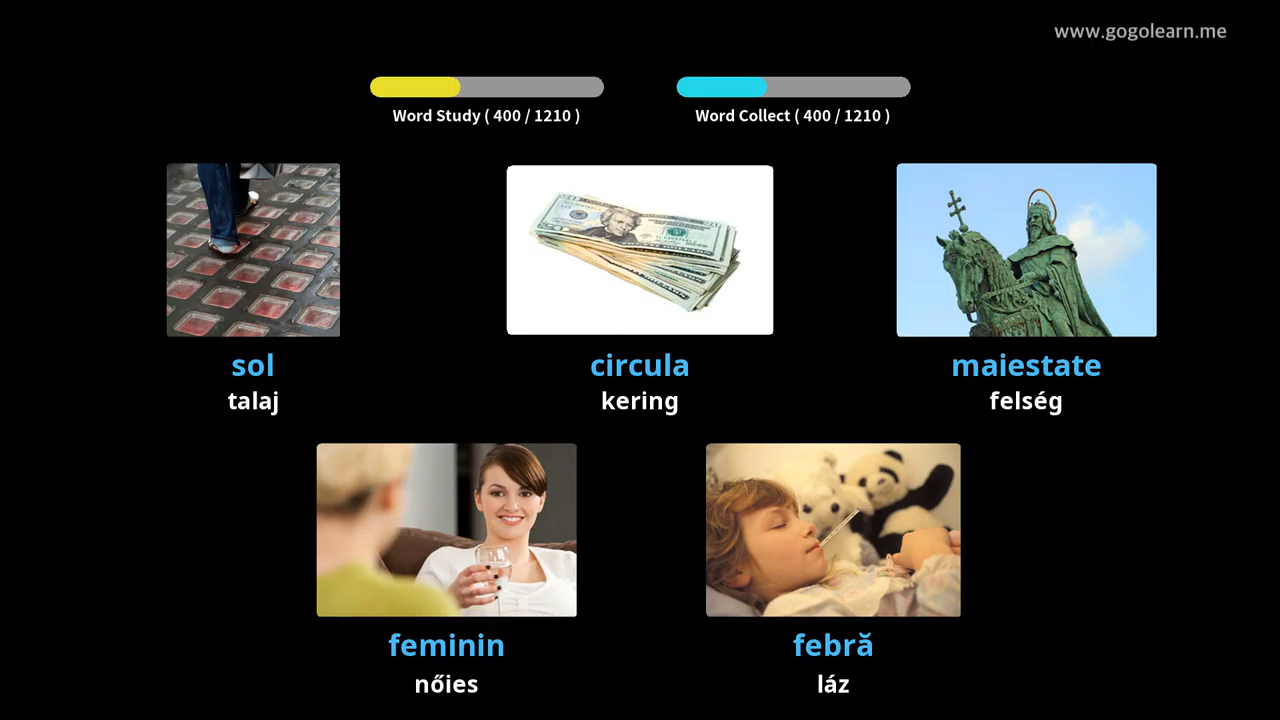 www.gogolearn.me
Word Study ( 400 / 1210 )
Word Collect ( 400 / 1210 )
sol
talaj
circula
kering
maiestate
felség
feminin
nőies
febră
láz